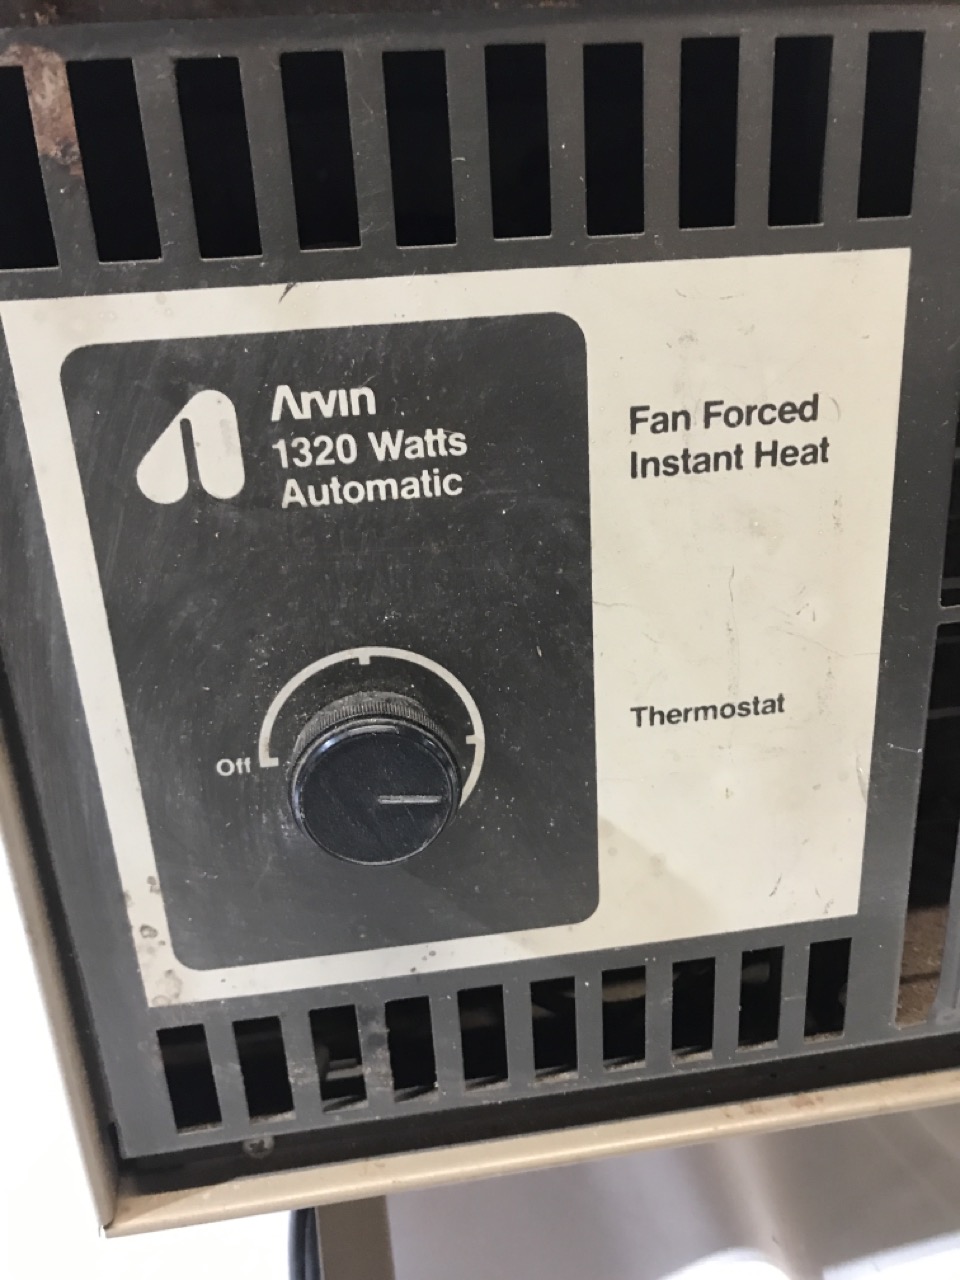 Arvin
1320 Watts
Automatic
Fan Forced
Instant Heat
Thermostat
Off